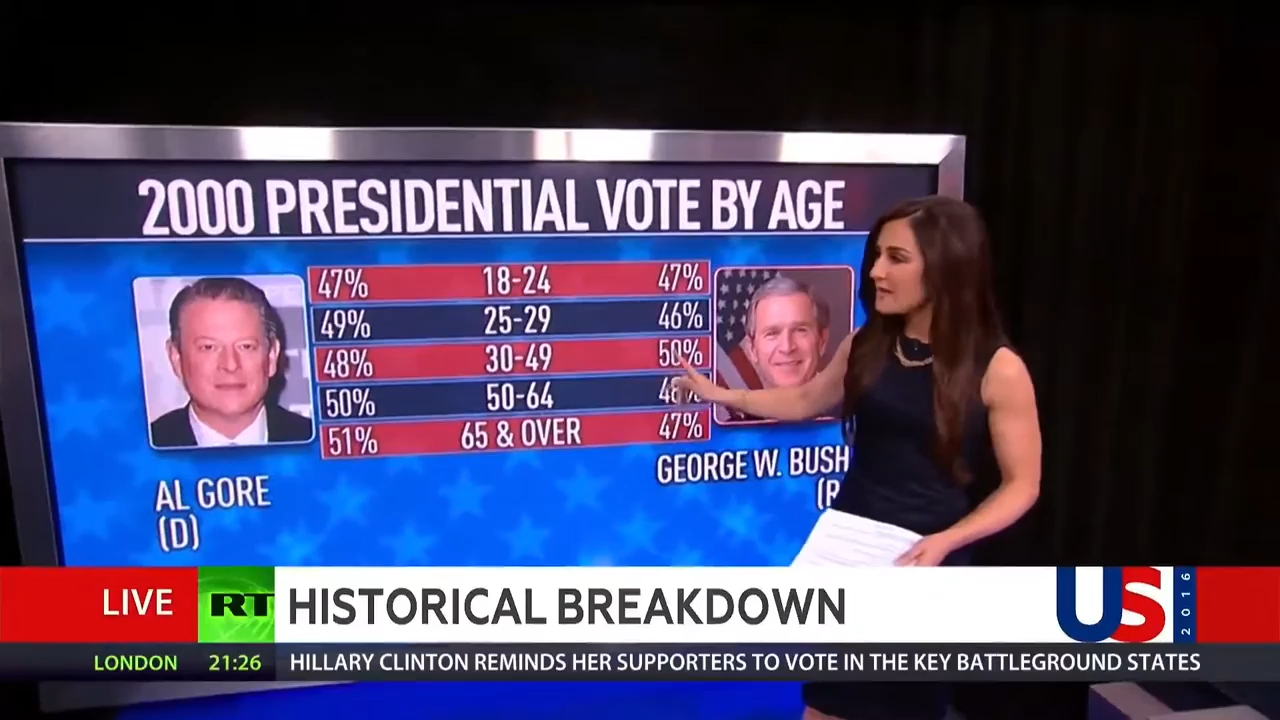 2000 PRESIDENTIAL VOTE BY AGE
47% 18-24 47%
49% 25-29 46%
48% 30-49 50%
50% 50-64
51% 65 & OVER 47%
AL GORE
(D)
GEORGE W. BUSH
LIVE RT HISTORICAL BREAKDOWN US 2016
LONDON 21:26 HILLARY CLINTON REMINDS HER SUPPORTERS TO VOTE IN THE KEY BATTLEGROUND STATES